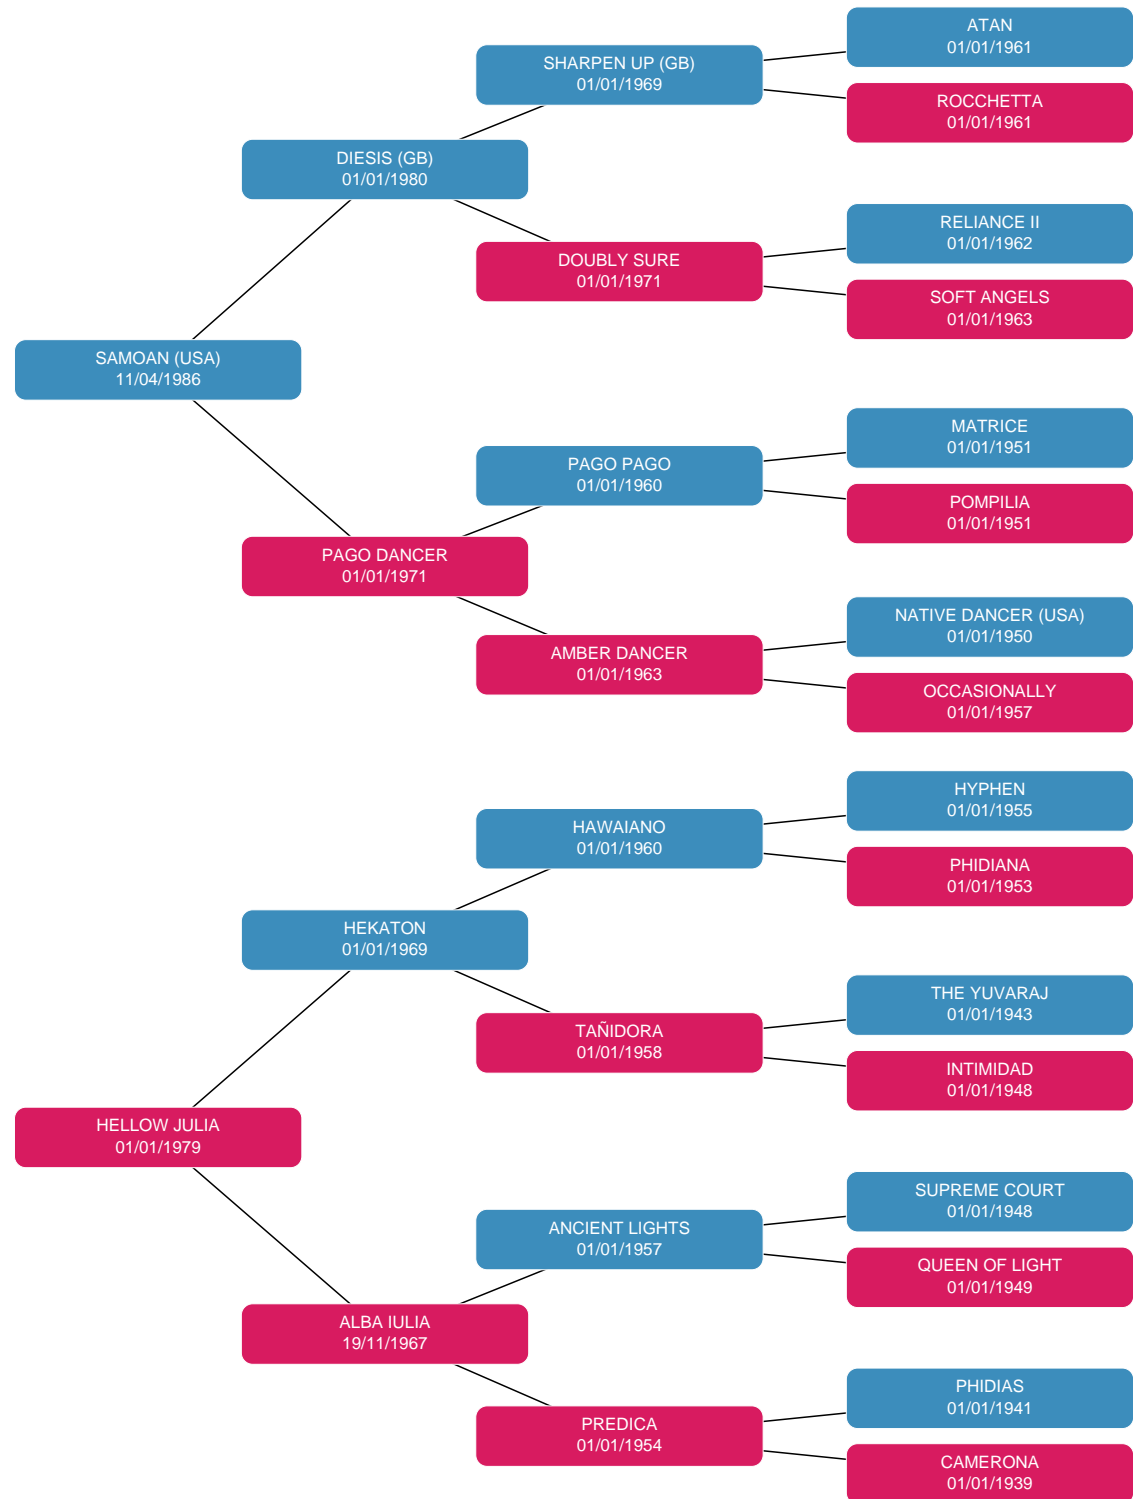 ATAN
01/01/1961
SHARPEN UP (GB)
01/01/1969
ROCCHETTA
01/01/1961
DIESIS (GB)
01/01/1980
RELIANCE II
01/01/1962
DOUBLY SURE
01/01/1971
SOFT ANGELS
01/01/1963
SAMOAN (USA)
11/04/1986
MATRICE
01/01/1951
PAGO PAGO
01/01/1960
POMPILIA
01/01/1951
PAGO DANCER
01/01/1971
NATIVE DANCER (USA)
01/01/1950
AMBER DANCER
01/01/1963
OCCASIONALLY
01/01/1957
HYPHEN
01/01/1955
HAWAIANO
01/01/1960
PHIDIANA
01/01/1953
HEKATON
01/01/1969
THE YUVARAJ
01/01/1943
TAÑIDORA
01/01/1958
INTIMIDAD
01/01/1948
HELLOW JULIA
01/01/1979
SUPREME COURT
01/01/1948
ANCIENT LIGHTS
01/01/1957
QUEEN OF LIGHT
01/01/1949
ALBA IULIA
19/11/1967
PHIDIAS
01/01/1941
PREDICA
01/01/1954
CAMERONA
01/01/1939